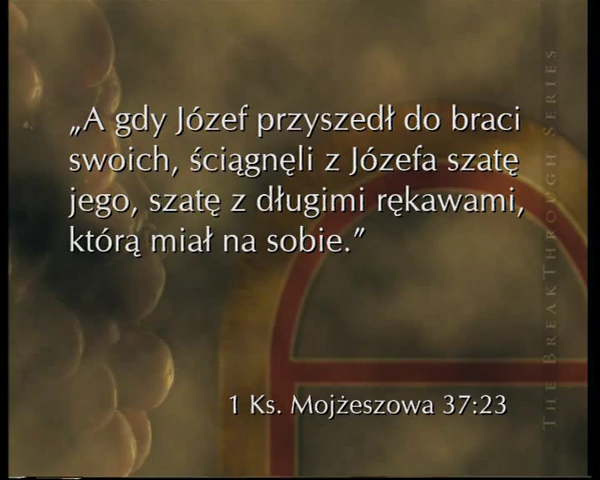 „A gdy Józef przyszedł do braci
swoich, ściągnęli z Józefa szatę
jego, szatę z długimi rękawami,
którą miał na sobie.”
1 Ks. Mojżeszowa 37:23
THE BREAKTHROUGH SERIES